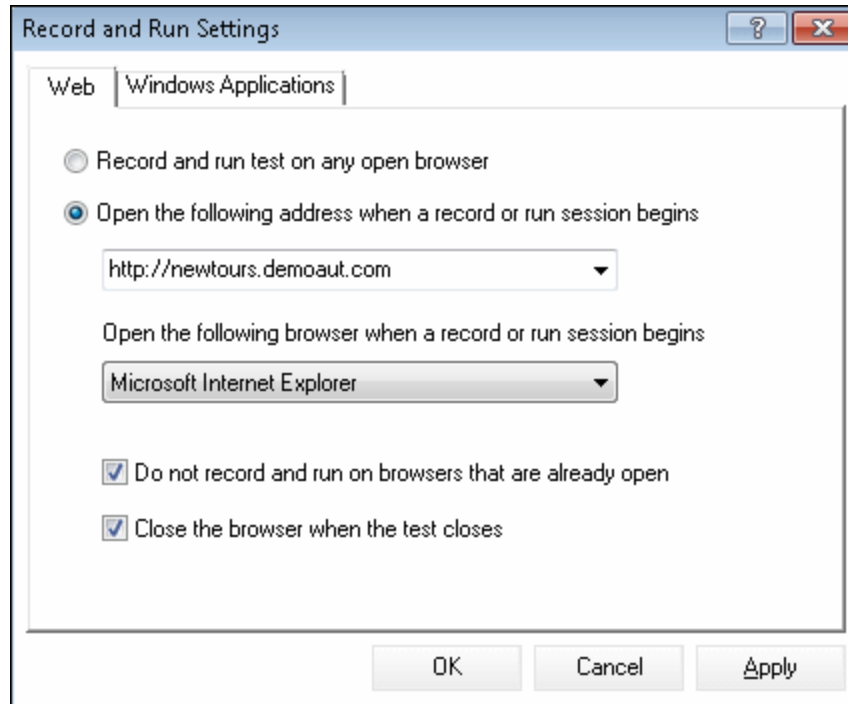 Record and Run Settings
Web
Windows Applications
Record and run test on any open browser
Open the following address when a record or run session begins
http://newtours.demoaut.com
Open the following browser when a record or run session begins
Microsoft Internet Explorer
Do not record and run on browsers that are already open
Close the browser when the test closes
OK
Cancel
Apply